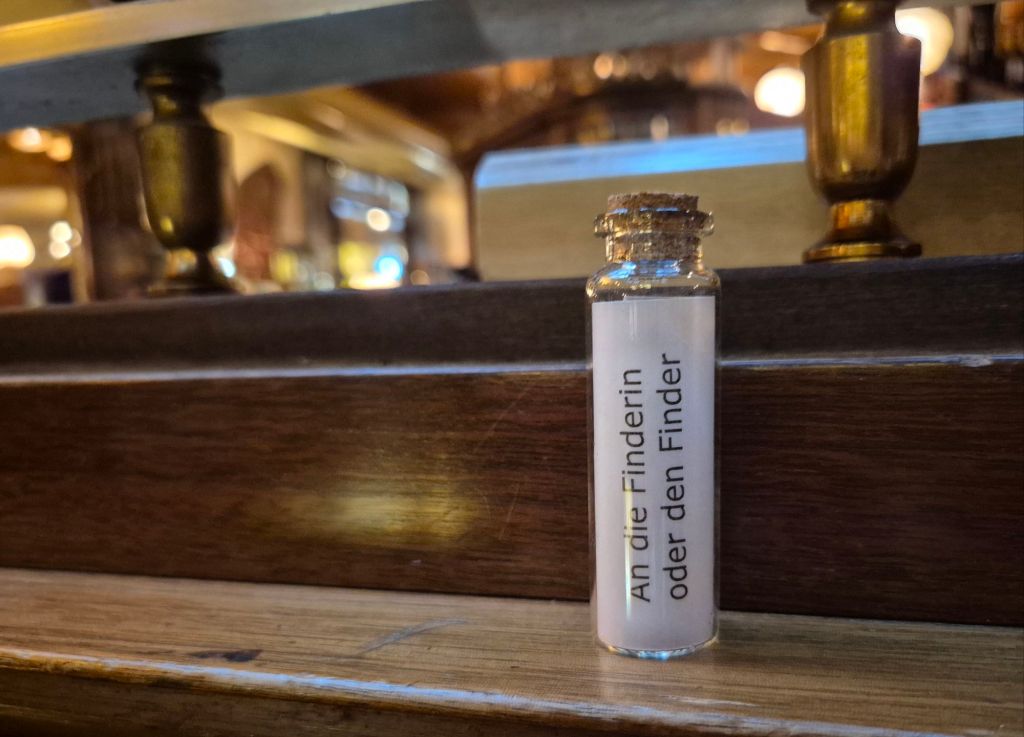 An die Finderin
oder den Finder